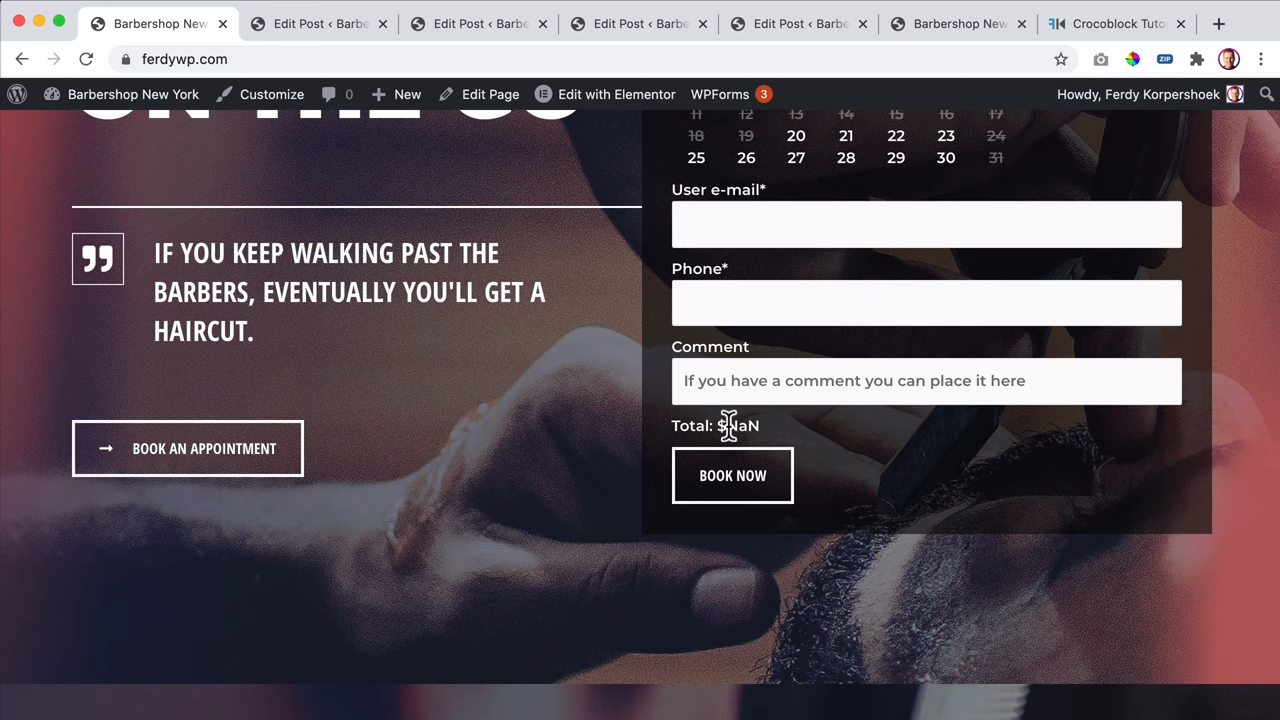 Barbershop New
Edit Post ‹ Barbe
Edit Post ‹ Barbe
Edit Post ‹ Barbe
Edit Post ‹ Barbe
Barbershop New
Crocoblock Tuto
ferdywp.com
ZIP
Barbershop New York
Customize
0
New
Edit Page
Edit with Elementor
WPForms 3
Howdy, Ferdy Korpershoek
ON THE GO
11 12 13 14 15 16 17
18 19 20 21 22 23 24
25 26 27 28 29 30 31
User e-mail*
Phone*
Comment
If you have a comment you can place it here
Total: $NaN
BOOK NOW
IF YOU KEEP WALKING PAST THE
BARBERS, EVENTUALLY YOU'LL GET A
HAIRCUT.
→ BOOK AN APPOINTMENT